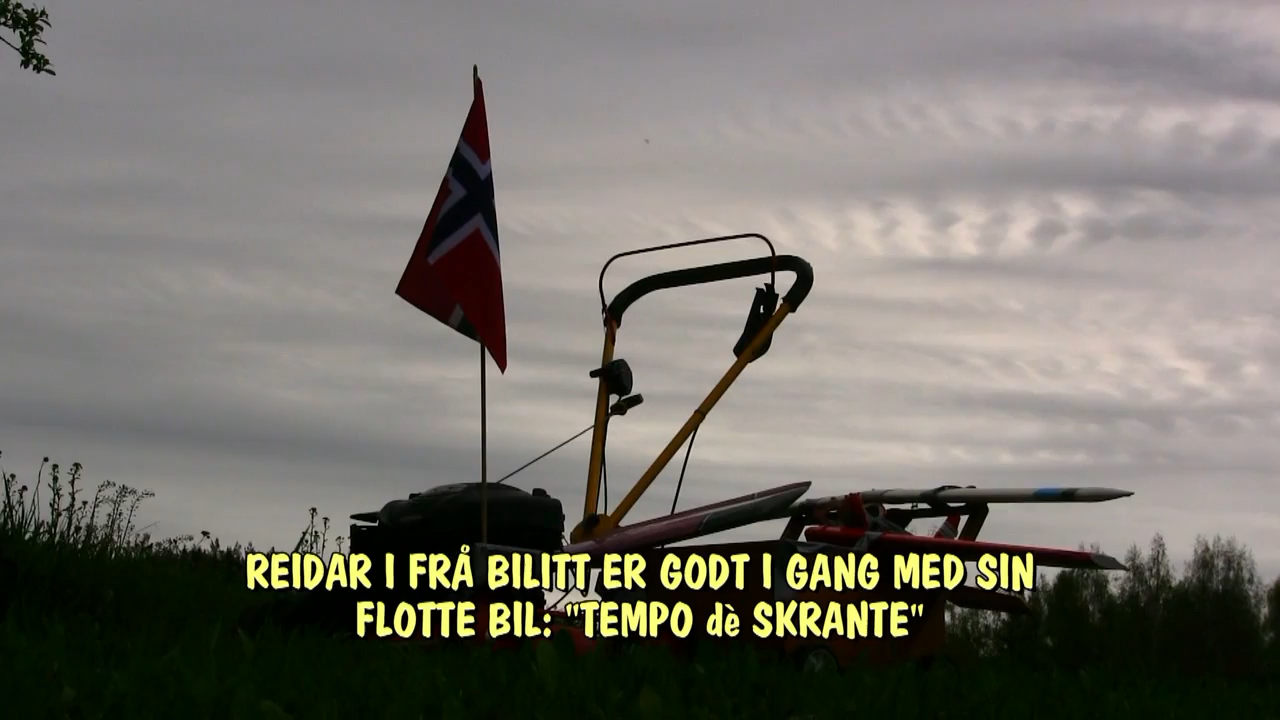 REIDAR I FRÅ BILITT ER GODT I GANG MED SIN
FLOTTE BIL: "TEMPO dè SKRANTE"